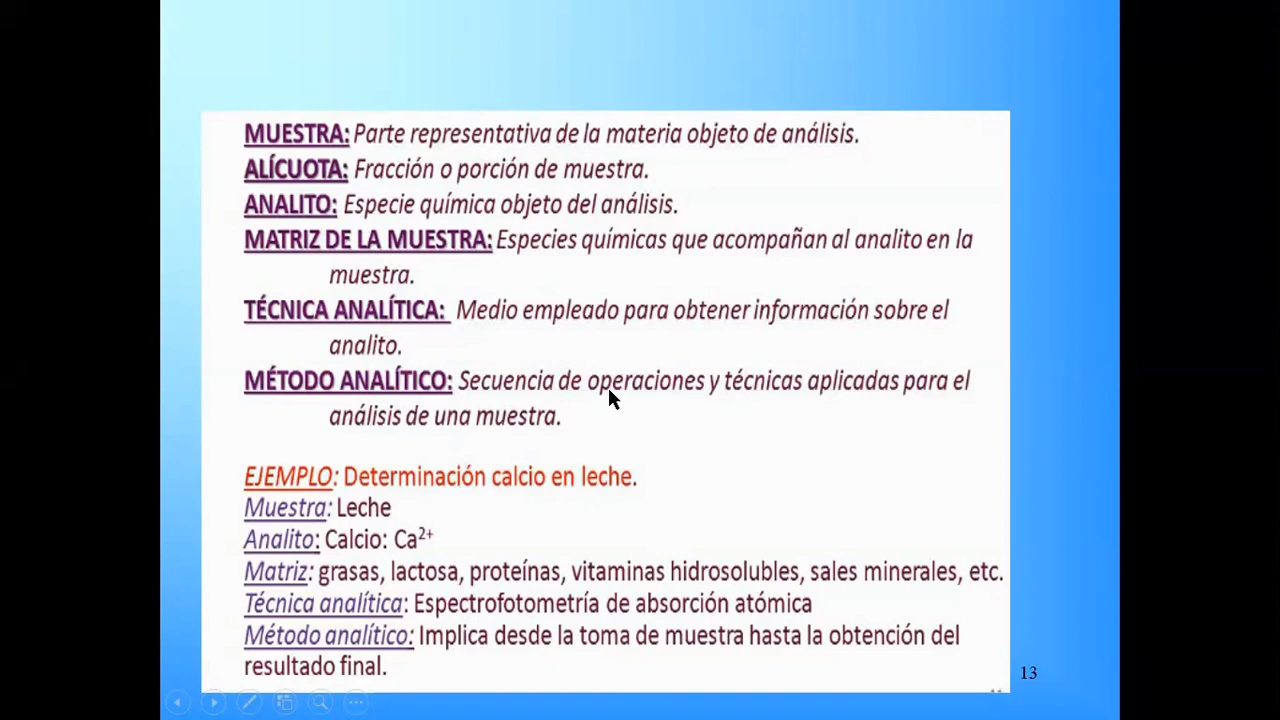 MUESTRA: Parte representativa de la materia objeto de análisis.
ALÍCUOTA: Fracción o porción de muestra.
ANALITO: Especie química objeto del análisis.
MATRIZ DE LA MUESTRA: Especies químicas que acompañan al analito en la
muestra.
TÉCNICA ANALÍTICA: Medio empleado para obtener información sobre el
analito.
MÉTODO ANALÍTICO: Secuencia de operaciones y técnicas aplicadas para el
análisis de una muestra.
EJEMPLO: Determinación calcio en leche.
Muestra: Leche
Analito: Calcio: Ca²⁺
Matriz: grasas, lactosa, proteínas, vitaminas hidrosolubles, sales minerales, etc.
Técnica analítica: Espectrofotometría de absorción atómica
Método analítico: Implica desde la toma de muestra hasta la obtención del
resultado final.
13